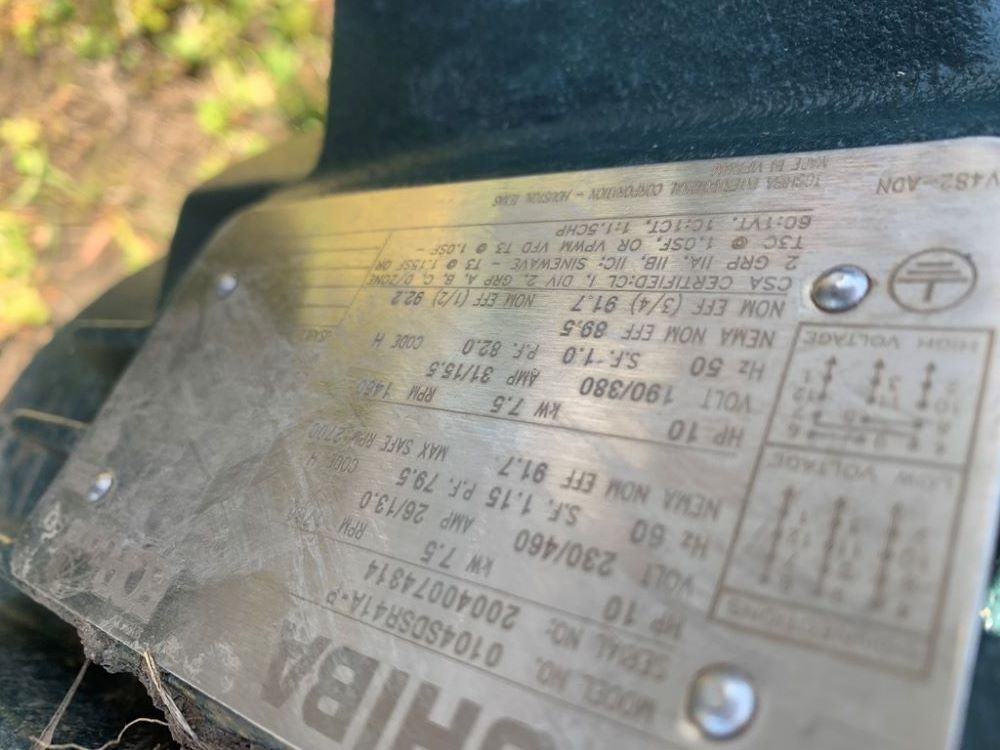 SHIBA
MODEL NO. 0104SDSR41A-P
SERIAL NO. 20040074314
HP 10 kW 7.5 RPM
VOLT 230/460 AMP 26/13.0
Hz 60 S.F. 1.15 P.F. 79.5 CODE H
NEMA NOM EFF 91.7 MAX SAFE RPM 2700
HP 10 kW 7.5 RPM 1480
VOLT 190/380 AMP 31/15.5
Hz 50 S.F. 1.0 P.F. 82.0 CODE H
NEMA NOM EFF 89.5
NOM EFF (3/4) 91.7 NOM EFF (1/2) 92.2
CSA CERTIFIED:CL I, DIV 2, GRP A, B, C, D/ZONE
2 GRP IIA, IIB, IIC: SINEWAVE - T3 @ 1.15SF OR
T3C @ 1.0SF, OR VPWM VFD T3 @ 1.0SF -
60:1VT, 1C:1CT, 1:1.5CHP
TOSHIBA INTERNATIONAL CORPORATION - HOUSTON, TEXAS
MADE IN VIETNAM
V4S2-ADN
CONNECTIONS
LOW VOLTAGE
HIGH VOLTAGE